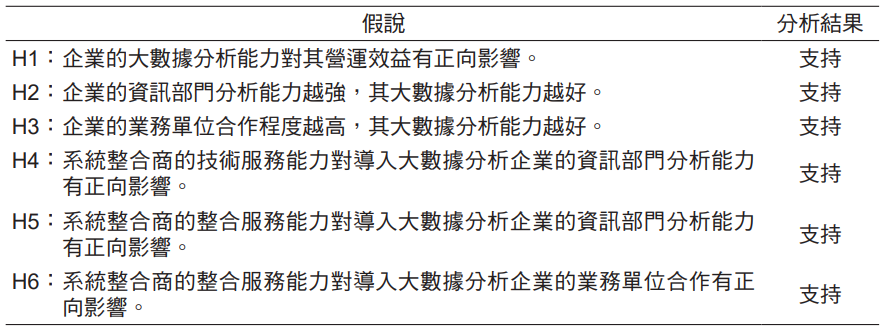 假說 分析結果
H1：企業的大數據分析能力對其營運效益有正向影響。 支持
H2：企業的資訊部門分析能力越強，其大數據分析能力越好。 支持
H3：企業的業務單位合作程度越高，其大數據分析能力越好。 支持
H4：系統整合商的技術服務能力對導入大數據分析企業的資訊部門分析能力
有正向影響。 支持
H5：系統整合商的整合服務能力對導入大數據分析企業的資訊部門分析能力
有正向影響。 支持
H6：系統整合商的整合服務能力對導入大數據分析企業的業務單位合作有正
向影響。 支持